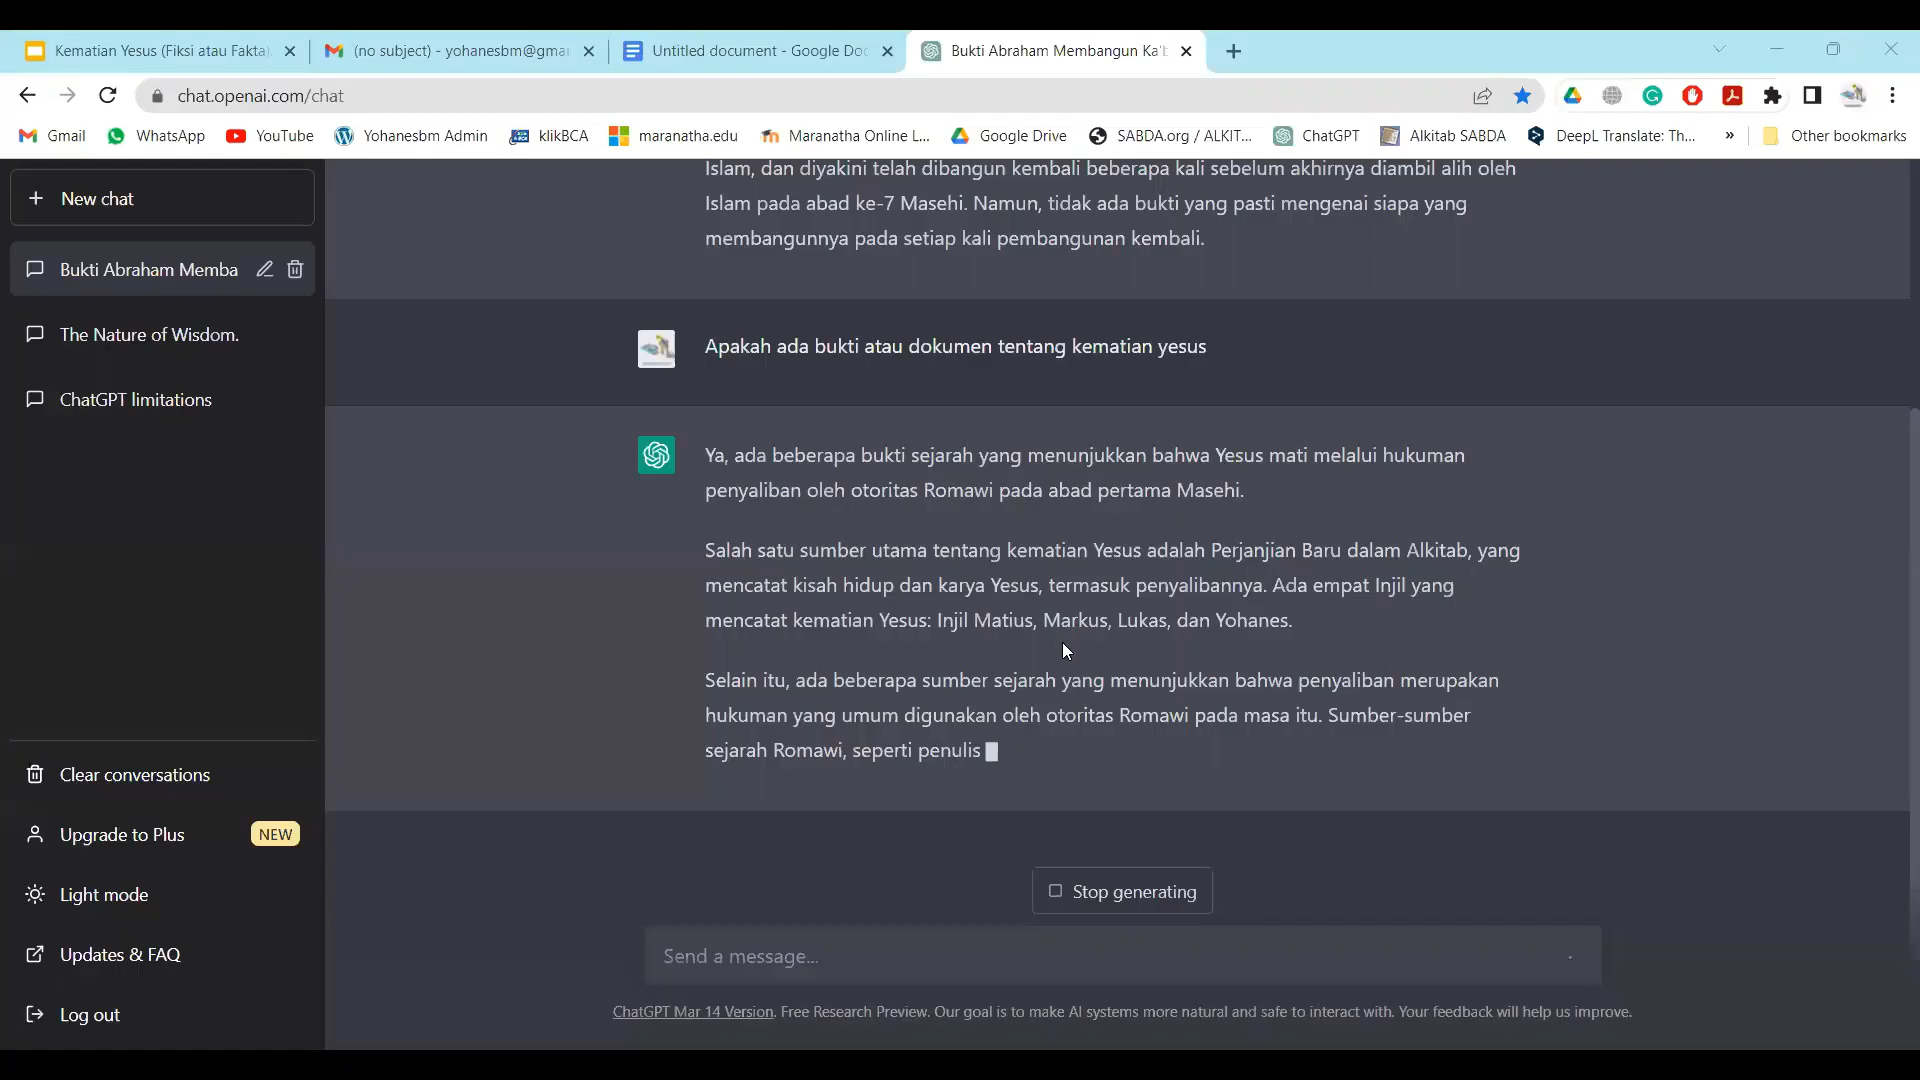 Kematian Yesus (Fiksi atau Fakta)
(no subject) - yohanesbm@gmai
Untitled document - Google Doc
Bukti Abraham Membangun Ka'b
chat.openai.com/chat
Gmail
WhatsApp
YouTube
Yohanesbm Admin
klikBCA
maranatha.edu
Maranatha Online L...
Google Drive
SABDA.org / ALKIT...
ChatGPT
Alkitab SABDA
DeepL Translate: Th...
»
Other bookmarks
New chat
Bukti Abraham Memba
The Nature of Wisdom.
ChatGPT limitations
Clear conversations
Upgrade to Plus
NEW
Light mode
Updates & FAQ
Log out
Islam, dan diyakini telah dibangun kembali beberapa kali sebelum akhirnya diambil alih oleh
Islam pada abad ke-7 Masehi. Namun, tidak ada bukti yang pasti mengenai siapa yang
membangunnya pada setiap kali pembangunan kembali.
Apakah ada bukti atau dokumen tentang kematian yesus
Ya, ada beberapa bukti sejarah yang menunjukkan bahwa Yesus mati melalui hukuman
penyaliban oleh otoritas Romawi pada abad pertama Masehi.
Salah satu sumber utama tentang kematian Yesus adalah Perjanjian Baru dalam Alkitab, yang
mencatat kisah hidup dan karya Yesus, termasuk penyalibannya. Ada empat Injil yang
mencatat kematian Yesus: Injil Matius, Markus, Lukas, dan Yohanes.
Selain itu, ada beberapa sumber sejarah yang menunjukkan bahwa penyaliban merupakan
hukuman yang umum digunakan oleh otoritas Romawi pada masa itu. Sumber-sumber
sejarah Romawi, seperti penulis
Stop generating
Send a message...
ChatGPT Mar 14 Version. Free Research Preview. Our goal is to make AI systems more natural and safe to interact with. Your feedback will help us improve.